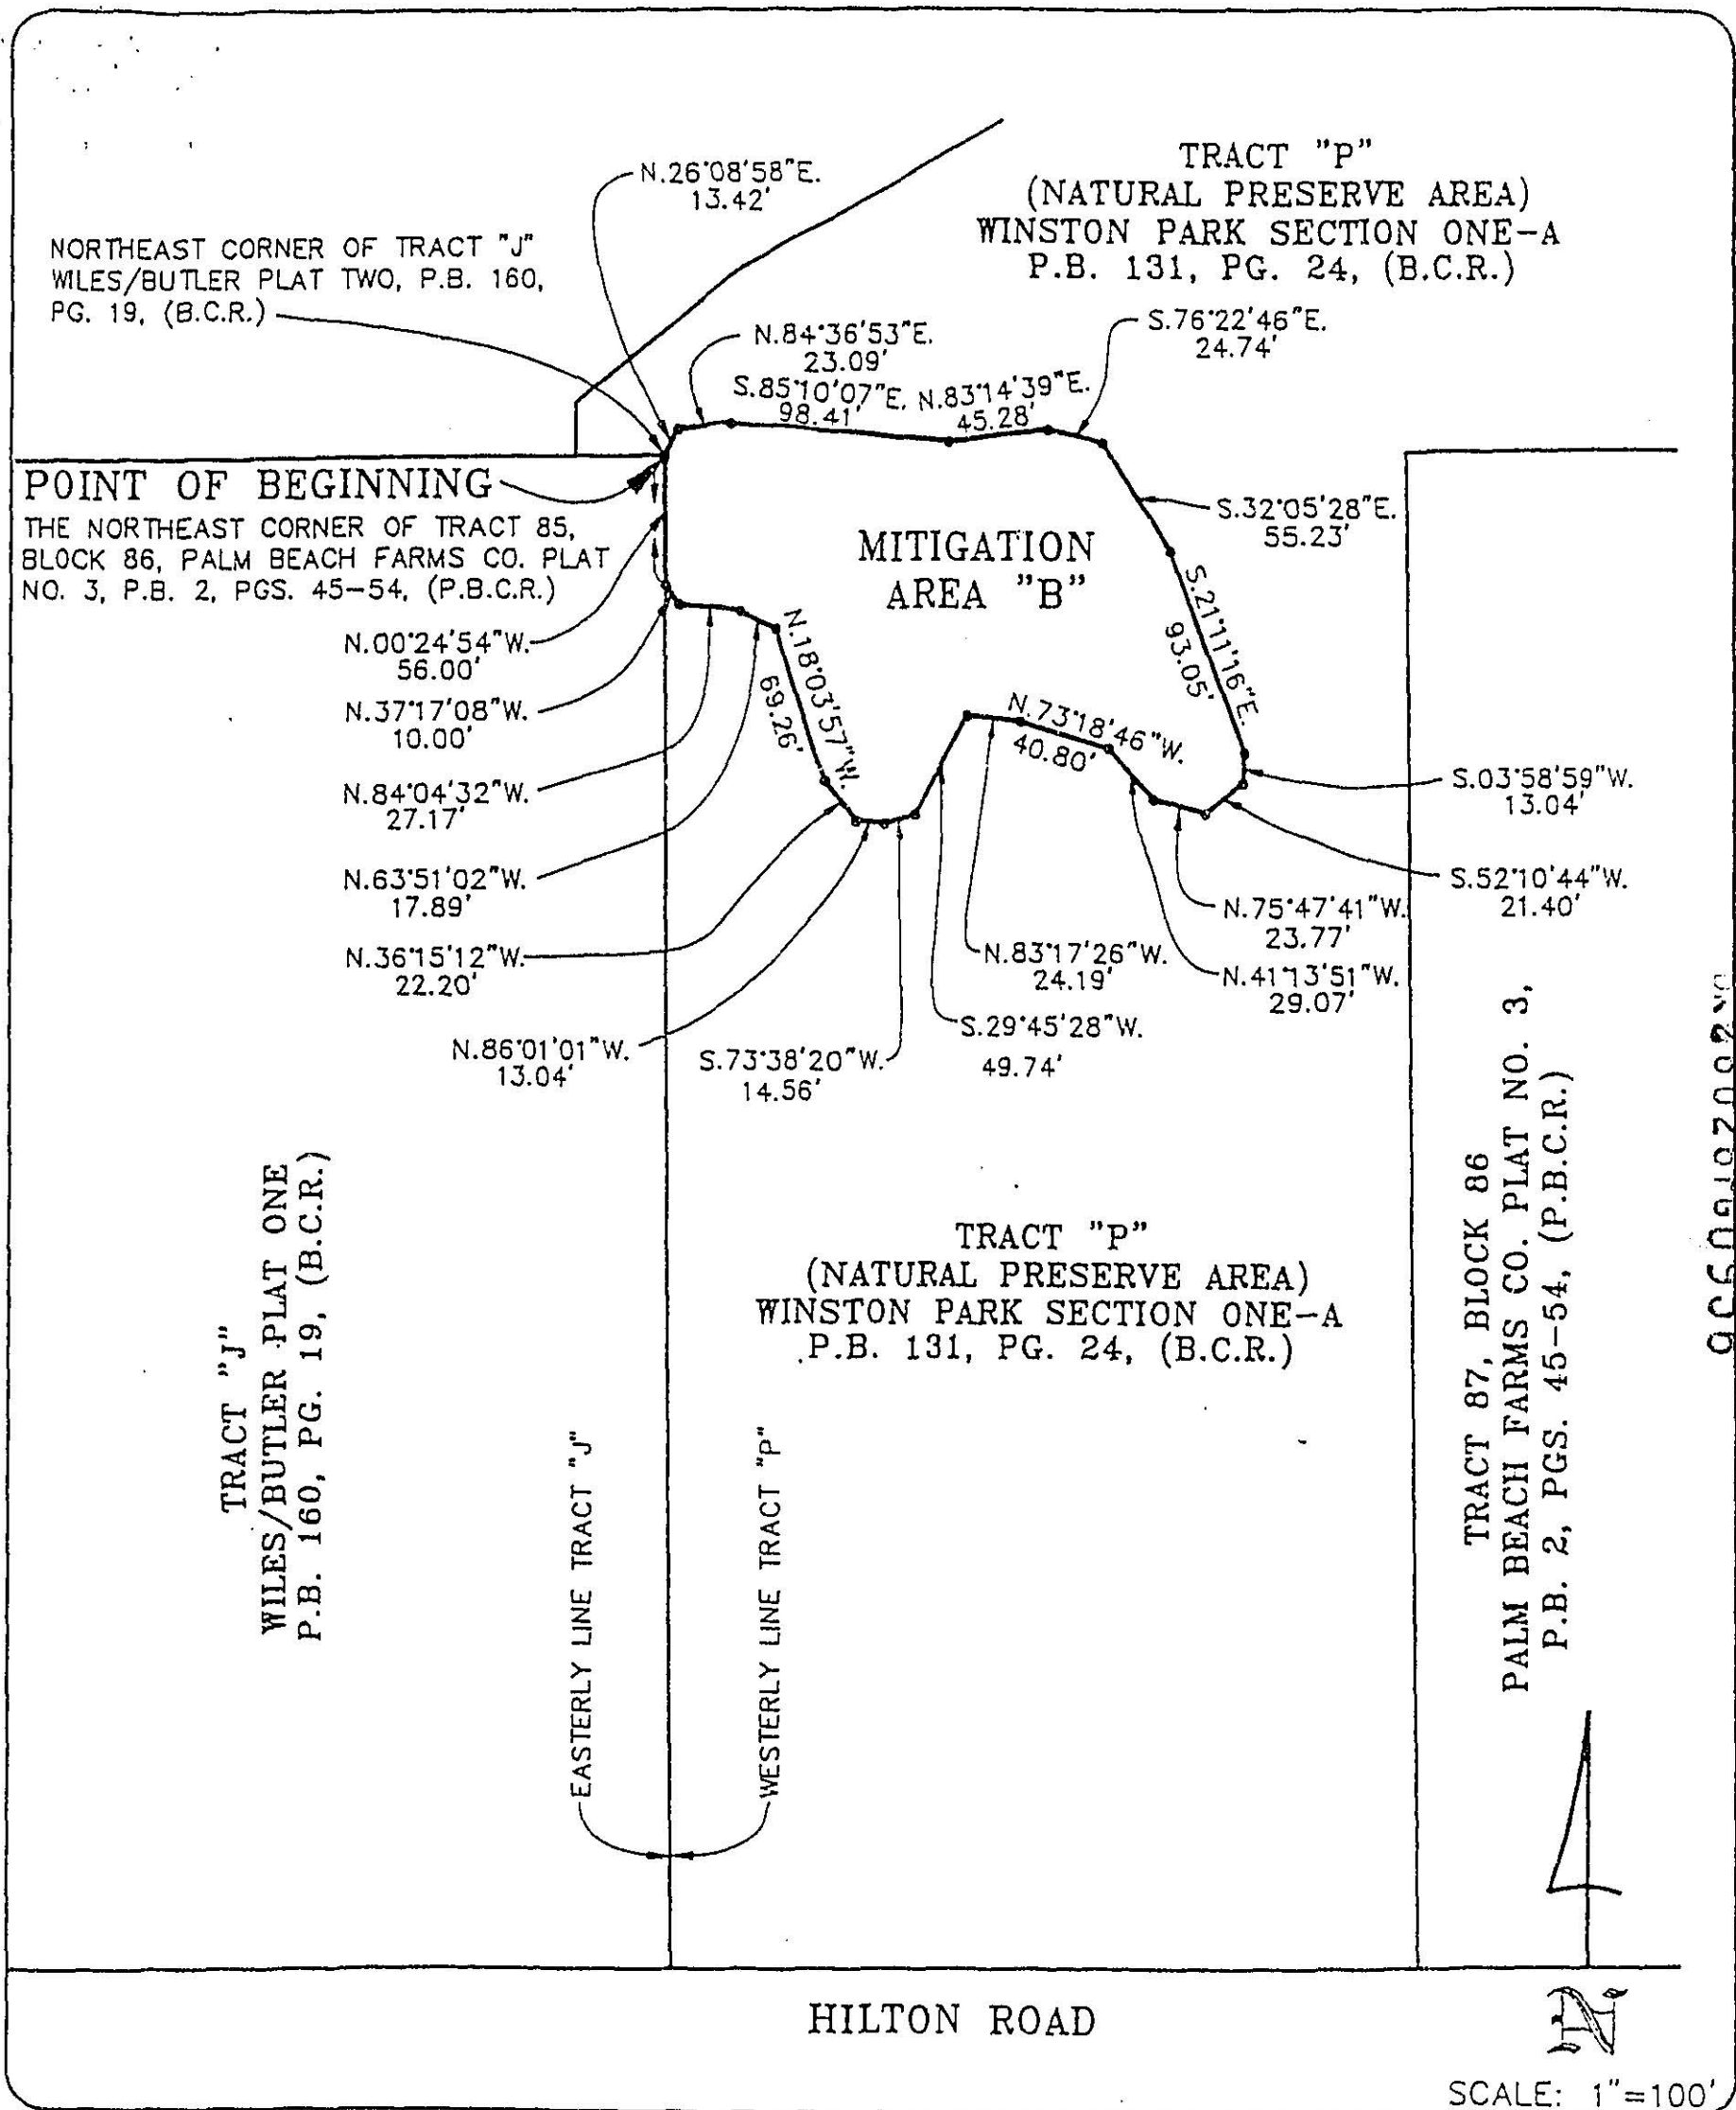 N.26°08'58"E.
13.42'
TRACT "P"
(NATURAL PRESERVE AREA)
WINSTON PARK SECTION ONE-A
P.B. 131, PG. 24, (B.C.R.)
NORTHEAST CORNER OF TRACT "J"
WILES/BUTLER PLAT TWO, P.B. 160,
PG. 19, (B.C.R.)
N.84°36'53"E.
23.09'
S.76°22'46"E.
24.74'
S.85°10'07"E.
98.41'
N.83°14'39"E.
45.28'
POINT OF BEGINNING
THE NORTHEAST CORNER OF TRACT 85,
BLOCK 86, PALM BEACH FARMS CO. PLAT
NO. 3, P.B. 2, PGS. 45-54, (P.B.C.R.)
S.32°05'28"E.
55.23'
MITIGATION
AREA "B"
S.21°11'16"E.
93.05'
N.00°24'54"W.
56.00'
N.37°17'08"W.
10.00'
N.18°03'57"W.
69.26'
N.73°18'46"W.
40.80'
N.84°04'32"W.
27.17'
S.03°58'59"W.
13.04'
N.63°51'02"W.
17.89'
S.52°10'44"W.
21.40'
N.75°47'41"W.
23.77'
N.36°15'12"W.
22.20'
N.83°17'26"W.
24.19'
N.41°13'51"W.
29.07'
S.29°45'28"W.
49.74'
N.86°01'01"W.
13.04'
S.73°38'20"W.
14.56'
TRACT "J"
WILES/BUTLER PLAT ONE
P.B. 160, PG. 19, (B.C.R.)
TRACT "P"
(NATURAL PRESERVE AREA)
WINSTON PARK SECTION ONE-A
P.B. 131, PG. 24, (B.C.R.)
TRACT 87, BLOCK 86
PALM BEACH FARMS CO. PLAT NO. 3,
P.B. 2, PGS. 45-54, (P.B.C.R.)
EASTERLY LINE TRACT "J"
WESTERLY LINE TRACT "P"
HILTON ROAD
N
SCALE: 1"=100'